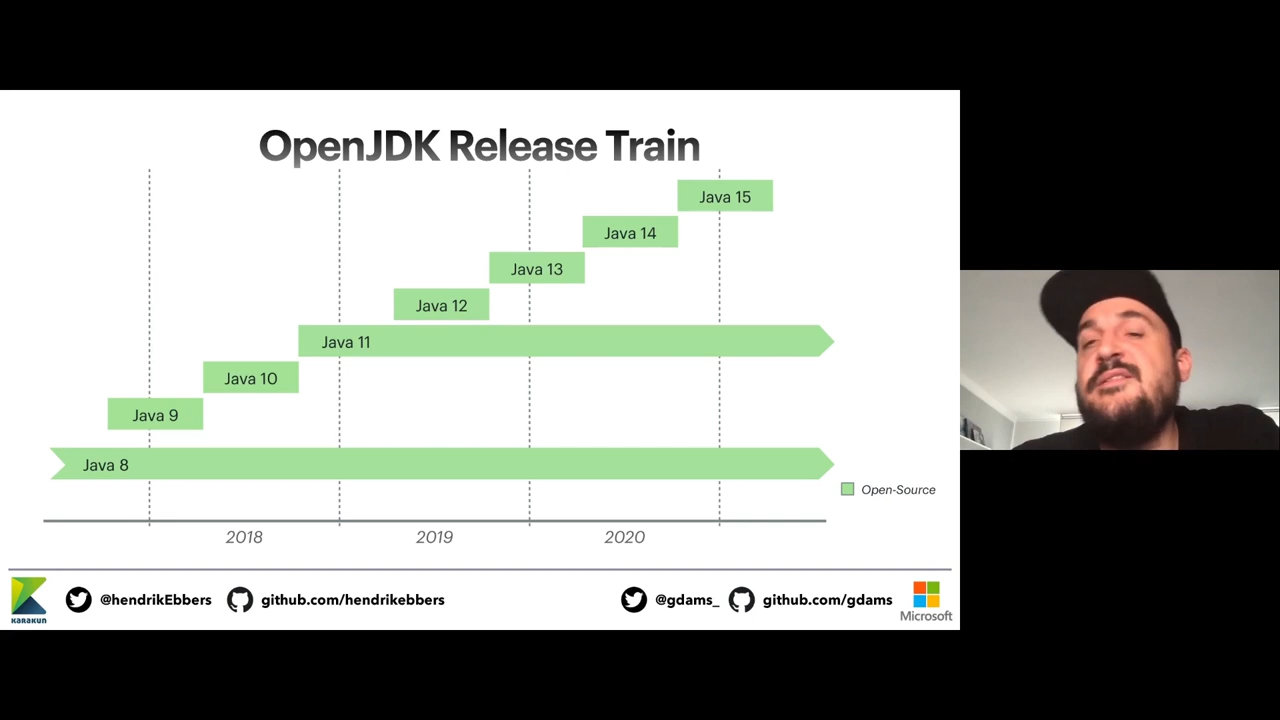 OpenJDK Release Train
Java 15
Java 14
Java 13
Java 12
Java 11
Java 10
Java 9
Java 8
Open-Source
2018 2019 2020
KARAKUN @hendrikEbbers github.com/hendrikebbers @gdams_ github.com/gdams Microsoft